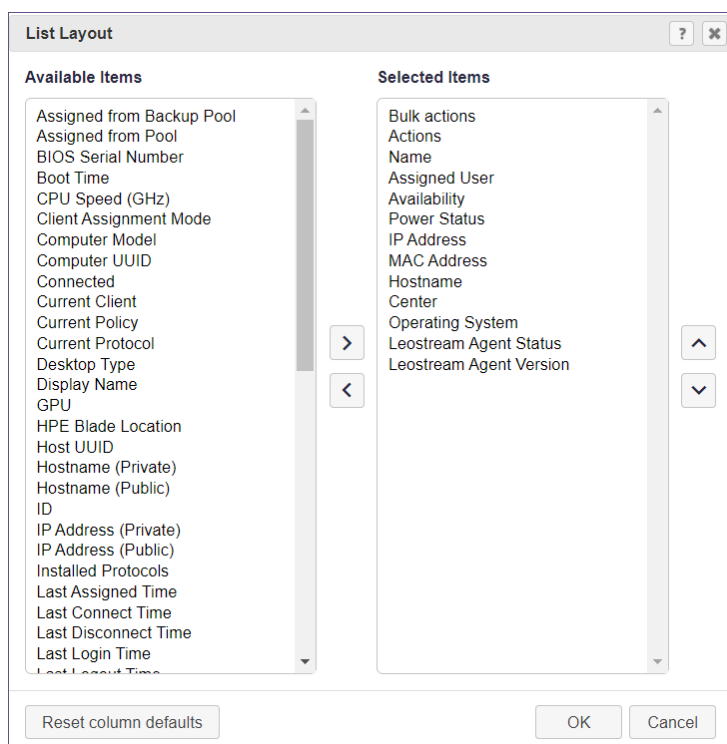 List Layout
?
Available Items
Selected Items
Assigned from Backup Pool
Assigned from Pool
BIOS Serial Number
Boot Time
CPU Speed (GHz)
Client Assignment Mode
Computer Model
Computer UUID
Connected
Current Client
Current Policy
Current Protocol
Desktop Type
Display Name
GPU
HPE Blade Location
Host UUID
Hostname (Private)
Hostname (Public)
ID
IP Address (Private)
IP Address (Public)
Installed Protocols
Last Assigned Time
Last Connect Time
Last Disconnect Time
Last Login Time
Last Logout Time
Bulk actions
Actions
Name
Assigned User
Availability
Power Status
IP Address
MAC Address
Hostname
Center
Operating System
Leostream Agent Status
Leostream Agent Version
Reset column defaults
OK
Cancel